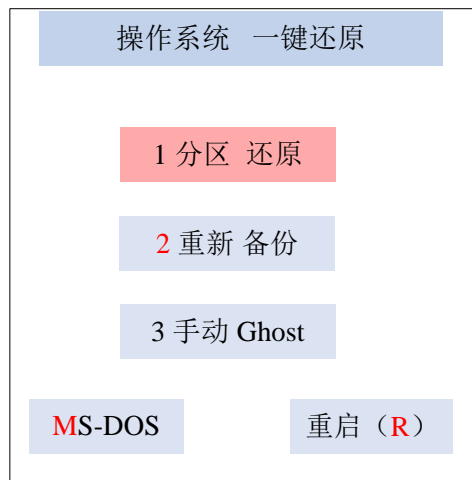 操作系统 一键还原
1 分区 还原
2 重新 备份
3 手动 Ghost
MS-DOS
重启（R）